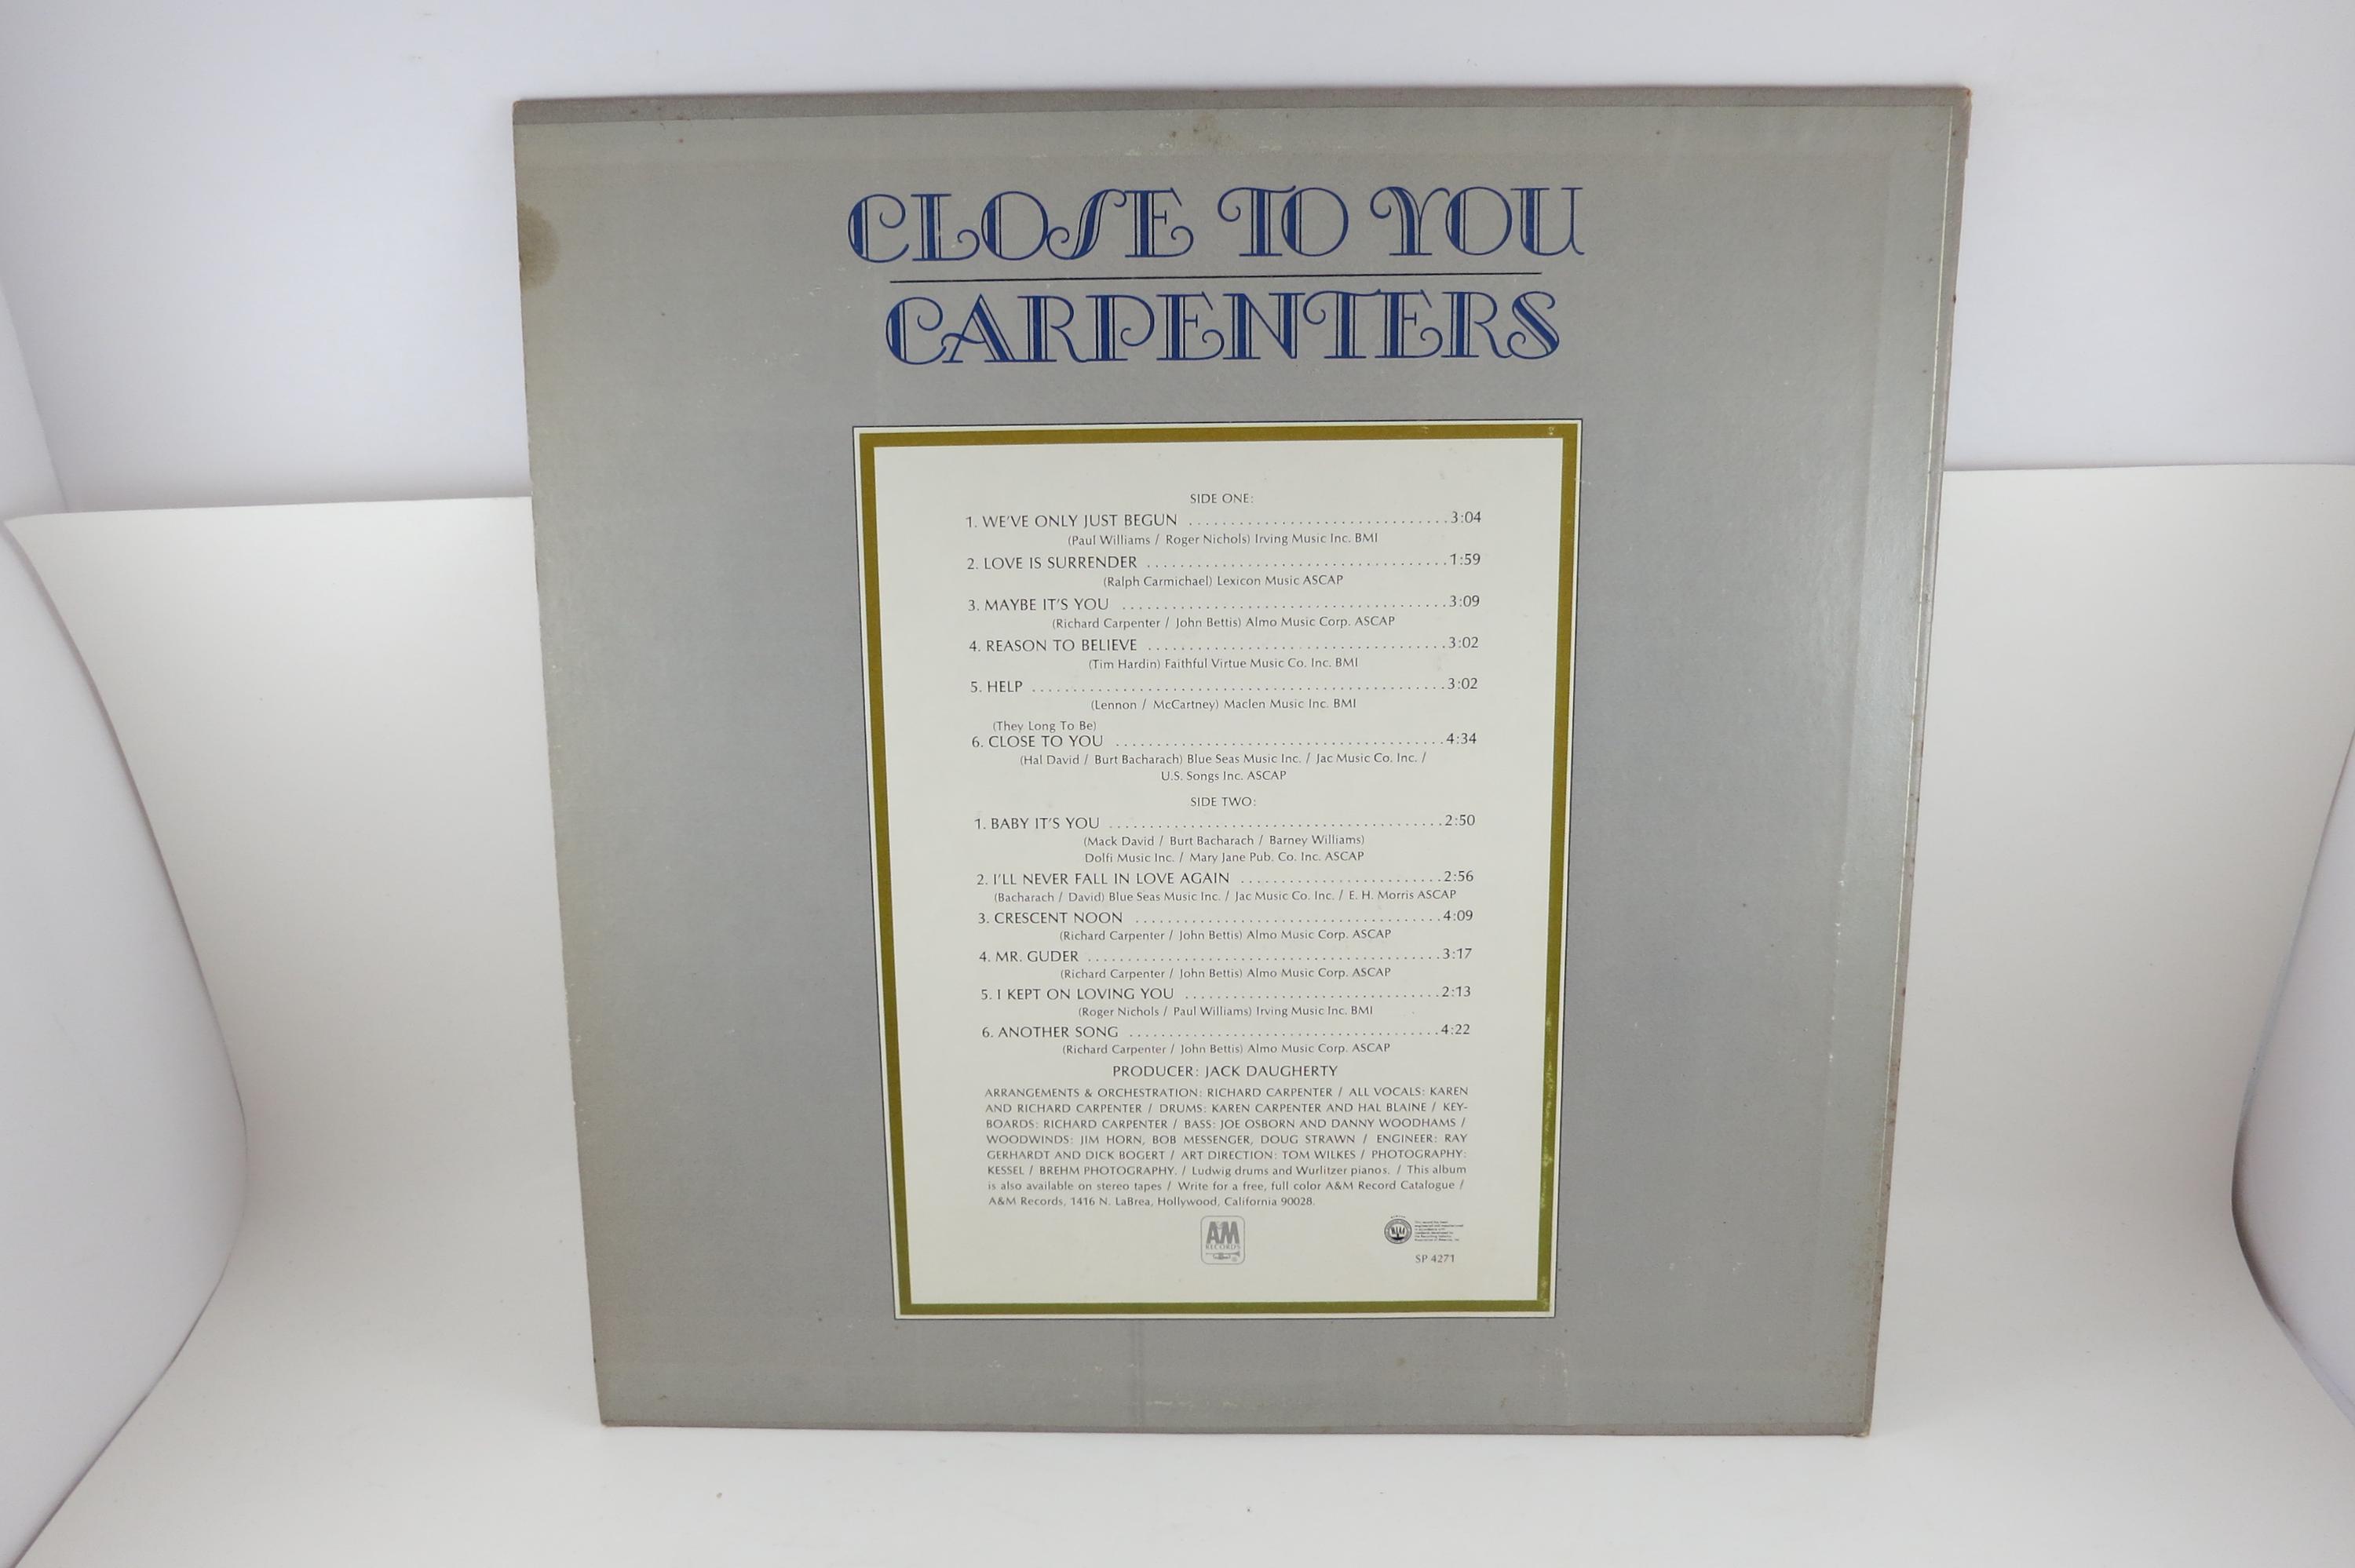 CLOSE TO YOU
CARPENTERS
SIDE ONE:
1. WE'VE ONLY JUST BEGUN ................................3:04
(Paul Williams / Roger Nichols) Irving Music Inc. BMI
2. LOVE IS SURRENDER .....................................1:59
(Ralph Carmichael) Lexicon Music ASCAP
3. MAYBE IT'S YOU ........................................3:09
(Richard Carpenter / John Bettis) Almo Music Corp. ASCAP
4. REASON TO BELIEVE .....................................3:02
(Tim Hardin) Faithful Virtue Music Co. Inc. BMI
5. HELP ...................................................3:02
(Lennon / McCartney) Maclen Music Inc. BMI
(They Long To Be)
6. CLOSE TO YOU .........................................4:34
(Hal David / Burt Bacharach) Blue Seas Music Inc. / Jac Music Co. Inc. /
U.S. Songs Inc. ASCAP
SIDE TWO:
1. BABY IT'S YOU .........................................2:50
(Mack David / Burt Bacharach / Barney Williams)
Dolfi Music Inc. / Mary Jane Pub. Co. Inc. ASCAP
2. I'LL NEVER FALL IN LOVE AGAIN .........................2:56
(Bacharach / David) Blue Seas Music Inc. / Jac Music Co. Inc. / E. H. Morris ASCAP
3. CRESCENT NOON ......................................4:09
(Richard Carpenter / John Bettis) Almo Music Corp. ASCAP
4. MR. GUDER ............................................3:17
(Richard Carpenter / John Bettis) Almo Music Corp. ASCAP
5. I KEPT ON LOVING YOU ................................2:13
(Roger Nichols / Paul Williams) Irving Music Inc. BMI
6. ANOTHER SONG .......................................4:22
(Richard Carpenter / John Bettis) Almo Music Corp. ASCAP
PRODUCER: JACK DAUGHERTY
ARRANGEMENTS & ORCHESTRATION: RICHARD CARPENTER / ALL VOCALS: KAREN
AND RICHARD CARPENTER / DRUMS: KAREN CARPENTER AND HAL BLAINE / KEY-
BOARDS: RICHARD CARPENTER / BASS: JOE OSBORN AND DANNY WOODHAMS /
WOODWINDS: JIM HORN, BOB MESSENGER, DOUG STRAWN / ENGINEER: RAY
GERHARDT AND DICK BOGERT / ART DIRECTION: TOM WILKES / PHOTOGRAPHY:
KESSEL / BREHM PHOTOGRAPHY. / Ludwig drums and Wurlitzer pianos. / This album
is also available on stereo tapes / Write for a free, full color A&M Record Catalogue /
A&M Records, 1416 N. LaBrea, Hollywood, California 90028.
A&M
RECORDS
SP 4271